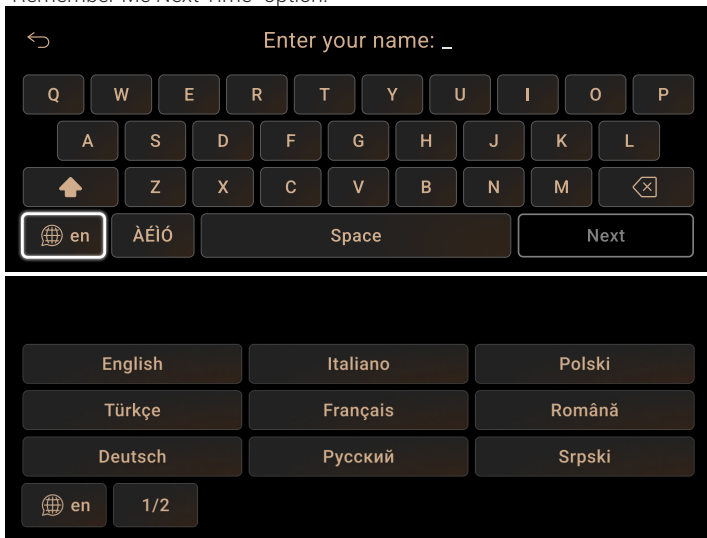 "Remember Me Next Time" option.
Enter your name: _
Q W E R T Y U I O P
A S D F G H J K L
Z X C V B N M
en ÀÉÌÓ Space Next
English Italiano Polski
Türkçe Français Română
Deutsch Русский Srpski
en 1/2